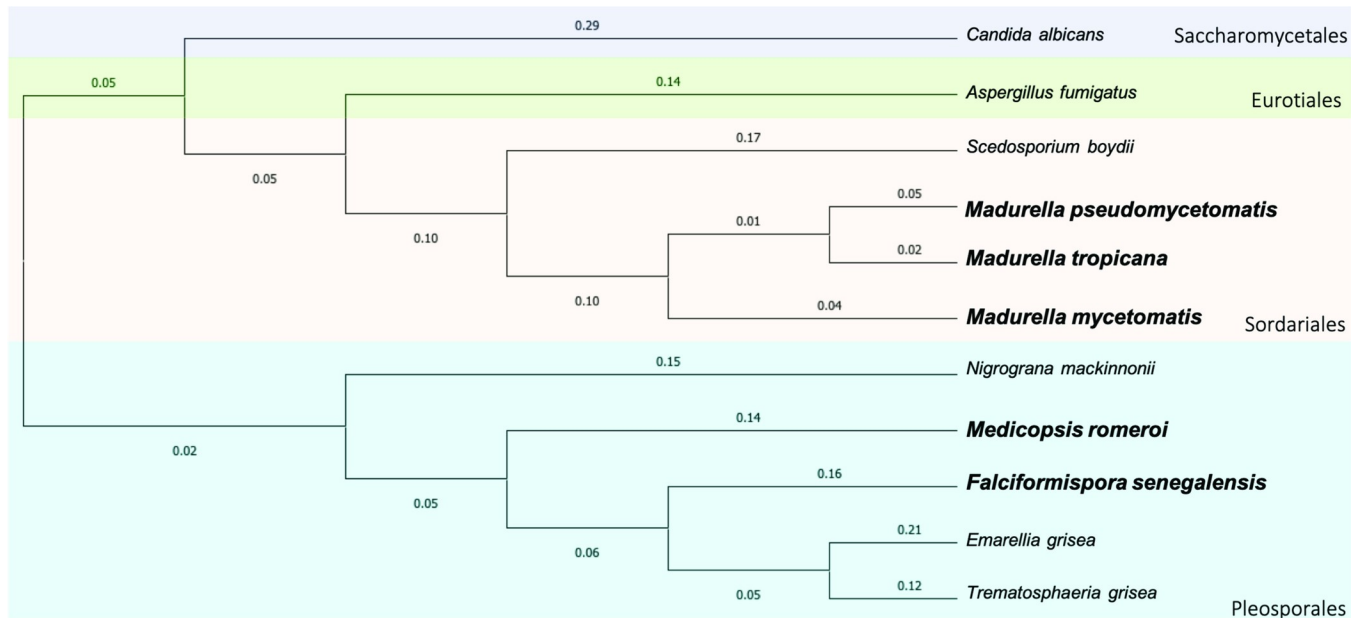 0.29
Candida albicans Saccharomycetales
0.05
0.14
Aspergillus fumigatus
Eurotiales
0.17
Scedosporium boydii
0.05
0.05
Madurella pseudomycetomatis
0.01
0.10
0.02
Madurella tropicana
0.10
0.04
Madurella mycetomatis
Sordariales
0.15
Nigrograna mackinnonii
0.14
Medicopsis romeroi
0.02
0.16
Falciformispora senegalensis
0.05
0.21
Emarellia grisea
0.06
0.12
Trematosphaeria grisea
0.05
Pleosporales